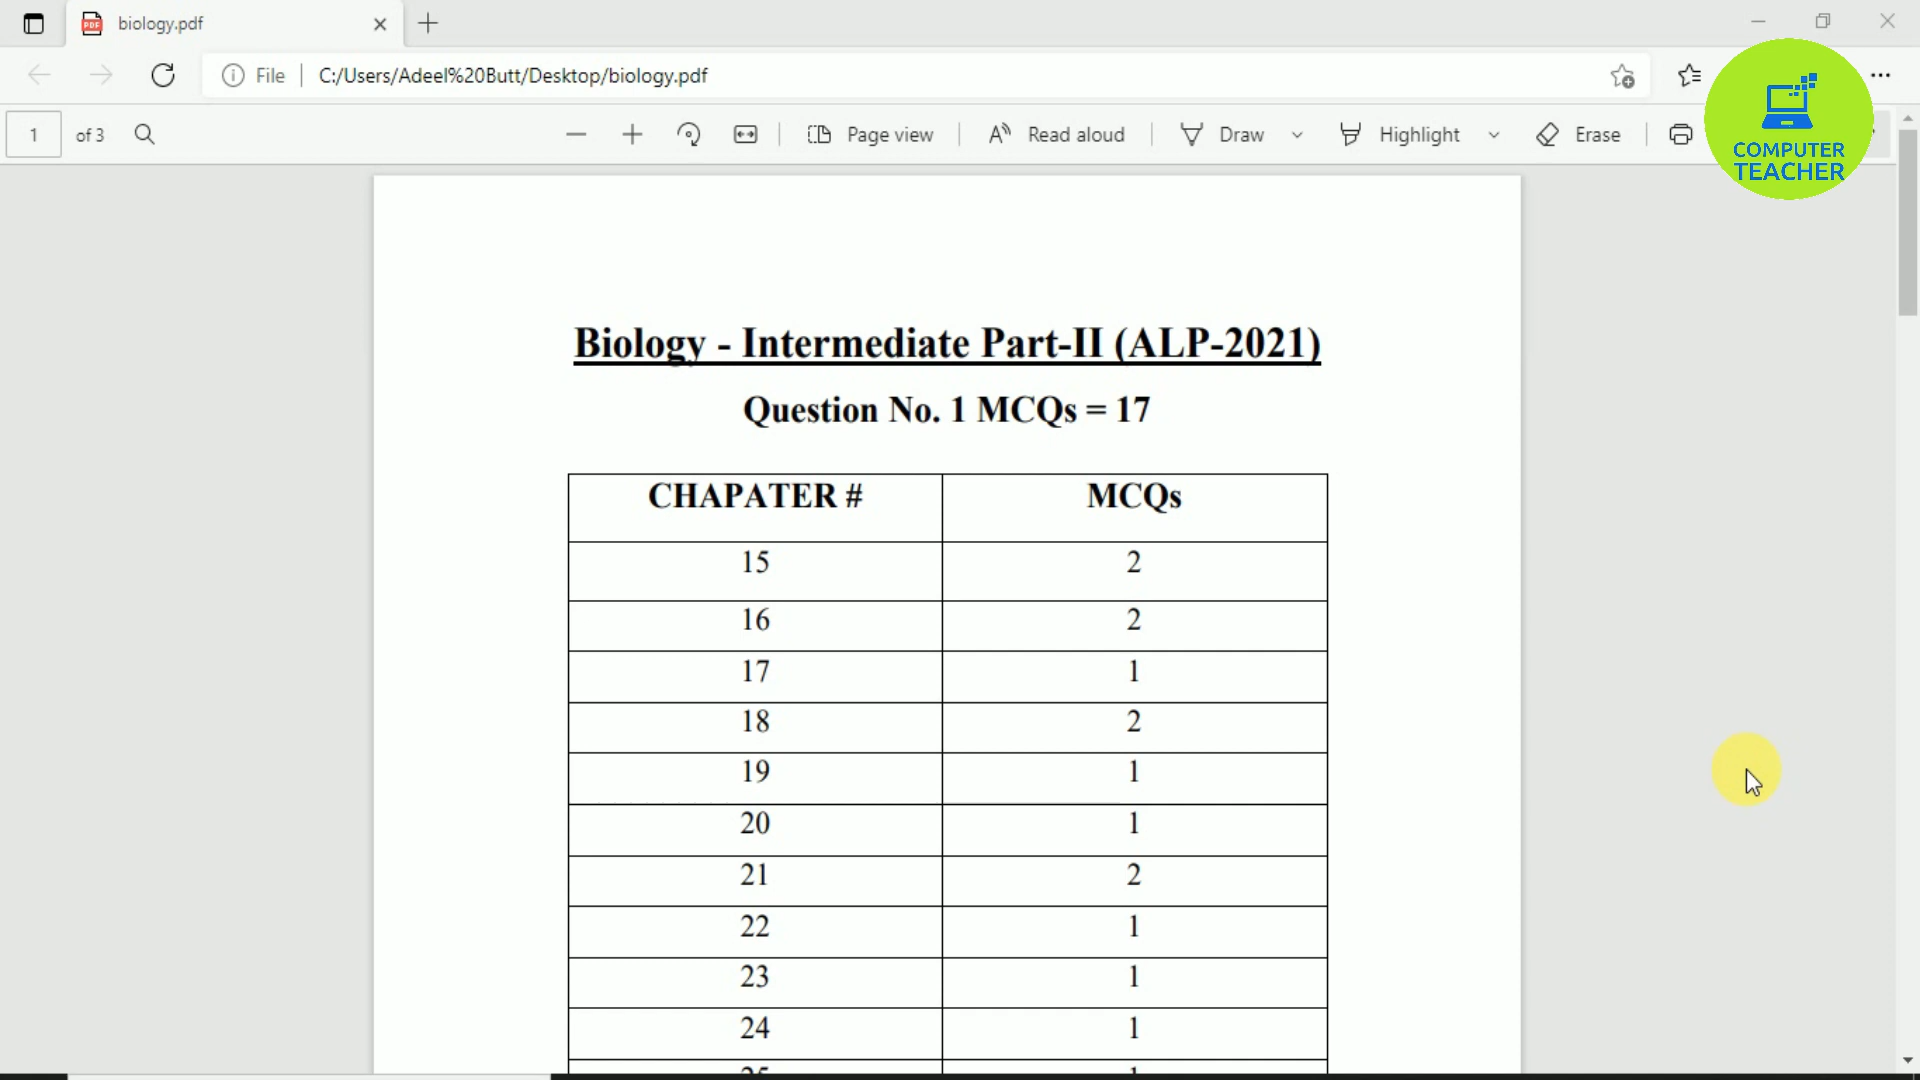 biology.pdf
File C:/Users/Adeel%20Butt/Desktop/biology.pdf
1 of 3 Page view Read aloud Draw Highlight Erase
COMPUTER
TEACHER
Biology - Intermediate Part-II (ALP-2021)
Question No. 1 MCQs = 17
CHAPATER # MCQs
15 2
16 2
17 1
18 2
19 1
20 1
21 2
22 1
23 1
24 1